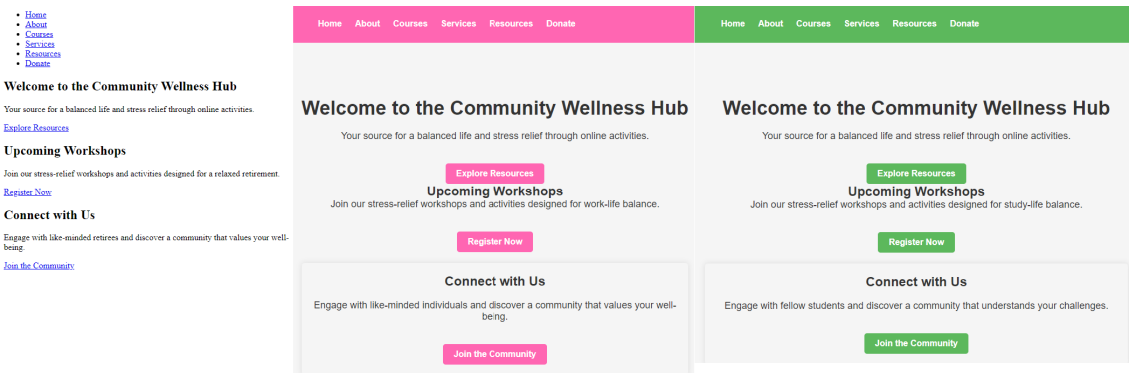 Home
About
Courses
Services
Resources
Donate
Welcome to the Community Wellness Hub
Your source for a balanced life and stress relief through online activities.
Explore Resources
Upcoming Workshops
Join our stress-relief workshops and activities designed for a relaxed retirement.
Register Now
Connect with Us
Engage with like-minded retirees and discover a community that values your well-
being.
Join the Community
Home About Courses Services Resources Donate
Welcome to the Community Wellness Hub
Your source for a balanced life and stress relief through online activities.
Explore Resources
Upcoming Workshops
Join our stress-relief workshops and activities designed for work-life balance.
Register Now
Connect with Us
Engage with like-minded individuals and discover a community that values your well-
being.
Join the Community
Home About Courses Services Resources Donate
Welcome to the Community Wellness Hub
Your source for a balanced life and stress relief through online activities.
Explore Resources
Upcoming Workshops
Join our stress-relief workshops and activities designed for study-life balance.
Register Now
Connect with Us
Engage with fellow students and discover a community that understands your challenges.
Join the Community